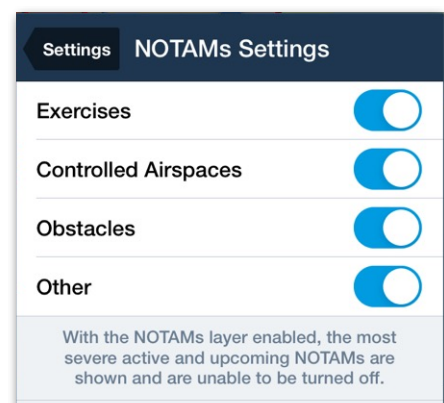 Settings NOTAMs Settings
Exercises
Controlled Airspaces
Obstacles
Other
With the NOTAMs layer enabled, the most
severe active and upcoming NOTAMs are
shown and are unable to be turned off.